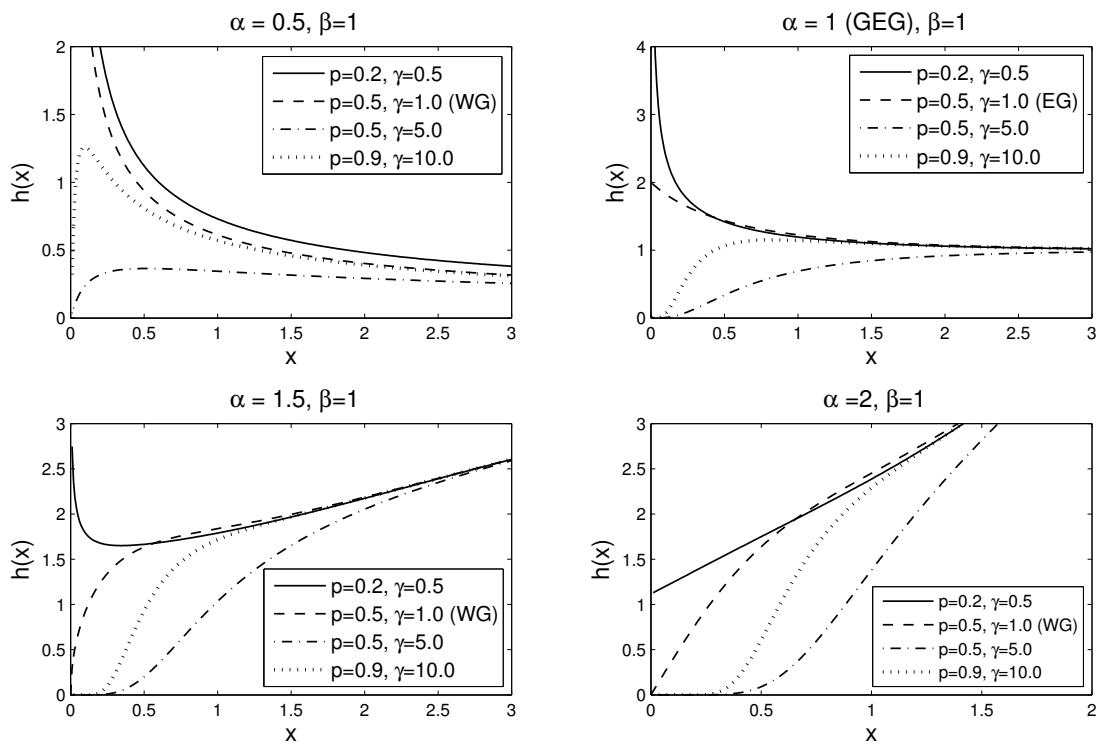 α = 0.5, β=1
2
1.5
1
0.5
0
h(x)
p=0.2, γ=0.5
p=0.5, γ=1.0 (WG)
p=0.5, γ=5.0
p=0.9, γ=10.0
0 0.5 1 1.5 2 2.5 3
x
α = 1 (GEG), β=1
4
3
2
1
0
h(x)
p=0.2, γ=0.5
p=0.5, γ=1.0 (EG)
p=0.5, γ=5.0
p=0.9, γ=10.0
0 0.5 1 1.5 2 2.5 3
x
α = 1.5, β=1
3
2.5
2
1.5
1
0.5
0
h(x)
p=0.2, γ=0.5
p=0.5, γ=1.0 (WG)
p=0.5, γ=5.0
p=0.9, γ=10.0
0 0.5 1 1.5 2 2.5 3
x
α =2, β=1
3
2.5
2
1.5
1
0.5
0
h(x)
p=0.2, γ=0.5
p=0.5, γ=1.0 (WG)
p=0.5, γ=5.0
p=0.9, γ=10.0
0 0.5 1 1.5 2
x